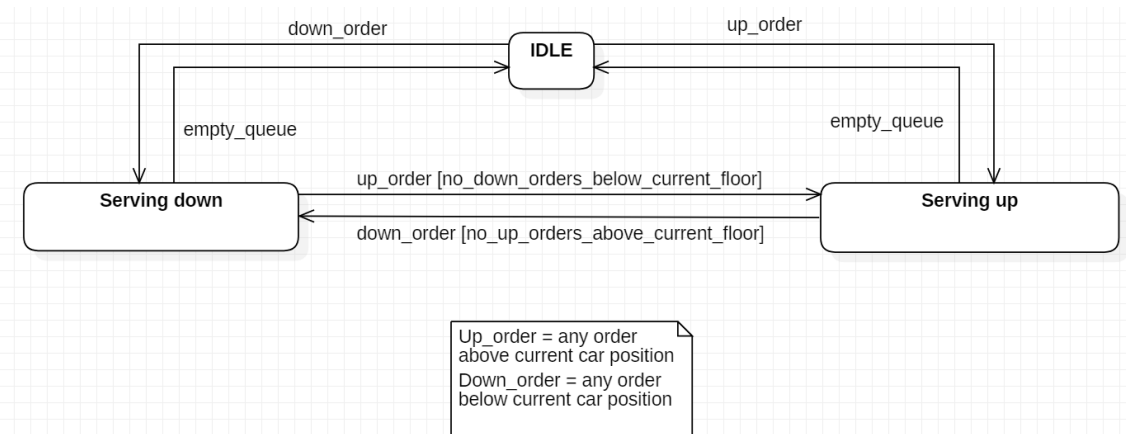 down_order
up_order
IDLE
empty_queue
empty_queue
Serving down
up_order [no_down_orders_below_current_floor]
Serving up
down_order [no_up_orders_above_current_floor]
Up_order = any order
above current car position
Down_order = any order
below current car position